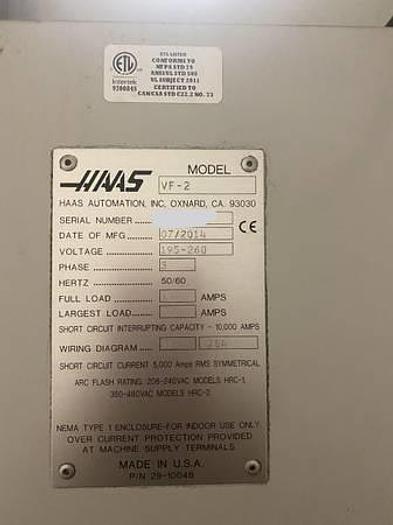 ETL LISTED
CONFORMS TO
NFPA STD 79
ANSI/UL STD 508
UL SUBJECT 2011
CERTIFIED TO
CAN/CSA STD C22.2 NO. 73
ETL
Intertek
9700845
HAAS
MODEL
VF-2
HAAS AUTOMATION, INC, OXNARD, CA. 93030
SERIAL NUMBER
DATE OF MFG 07/2014
CE
VOLTAGE 195-260
PHASE 3
HERTZ 50/60
FULL LOAD AMPS
LARGEST LOAD AMPS
SHORT CIRCUIT INTERRUPTING CAPACITY - 10,000 AMPS
WIRING DIAGRAM
SHORT CIRCUIT CURRENT 5,000 Amps RMS SYMMETRICAL
ARC FLASH RATING 208-240VAC MODELS HRC-1
380-480VAC MODELS HRC-2
NEMA TYPE 1 ENCLOSURE-FOR INDOOR USE ONLY
OVER CURRENT PROTECTION PROVIDED
AT MACHINE SUPPLY TERMINALS.
MADE IN U.S.A.
P/N 29-10048